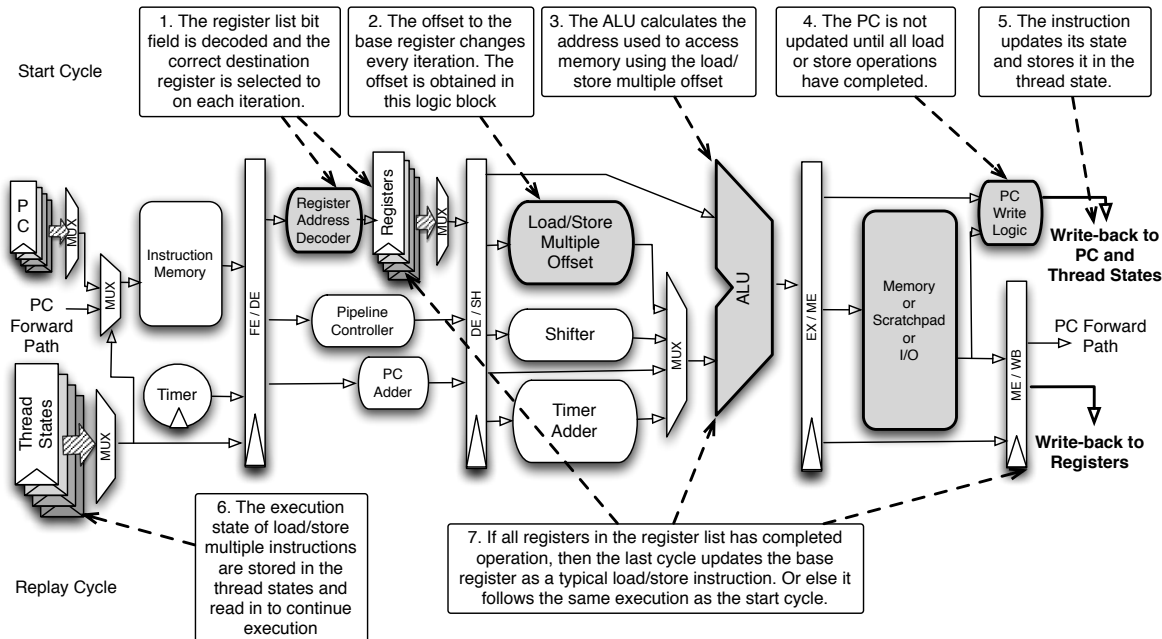 1. The register list bit
field is decoded and the
correct destination
register is selected to
on each iteration.
2. The offset to the
base register changes
every iteration. The
offset is obtained in
this logic block
3. The ALU calculates the
address used to access
memory using the load/
store multiple offset
4. The PC is not
updated until all load
or store operations
have completed.
5. The instruction
updates its state
and stores it in the
thread state.
Start Cycle
PC
MUX
PC
Forward
Path
MUX
Instruction
Memory
Thread
States
MUX
Timer
FE / DE
Register
Address
Decoder
Registers
MUX
Pipeline
Controller
PC
Adder
DE / SH
Load/Store
Multiple
Offset
Shifter
Timer
Adder
MUX
ALU
EX / ME
Memory
or
Scratchpad
or
I/O
PC
Write
Logic
Write-back to
PC and
Thread States
ME / WB
PC Forward
Path
Write-back to
Registers
Replay Cycle
6. The execution
state of load/store
multiple instructions
are stored in the
thread states and
read in to continue
execution
7. If all registers in the register list has completed
operation, then the last cycle updates the base
register as a typical load/store instruction. Or else it
follows the same execution as the start cycle.